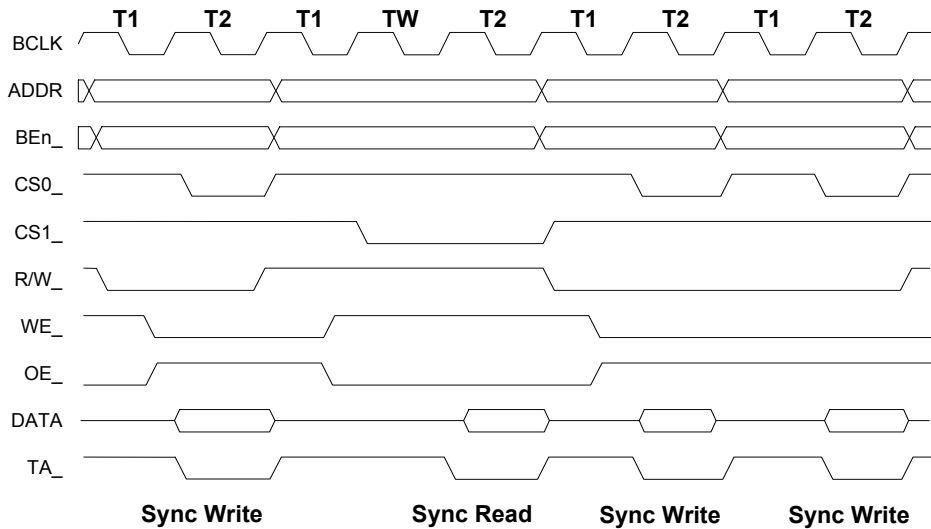 T1 T2 T1 TW T2 T1 T2 T1 T2
BCLK
ADDR
BEn_
CS0_
CS1_
R/W_
WE_
OE_
DATA
TA_
Sync Write Sync Read Sync Write Sync Write